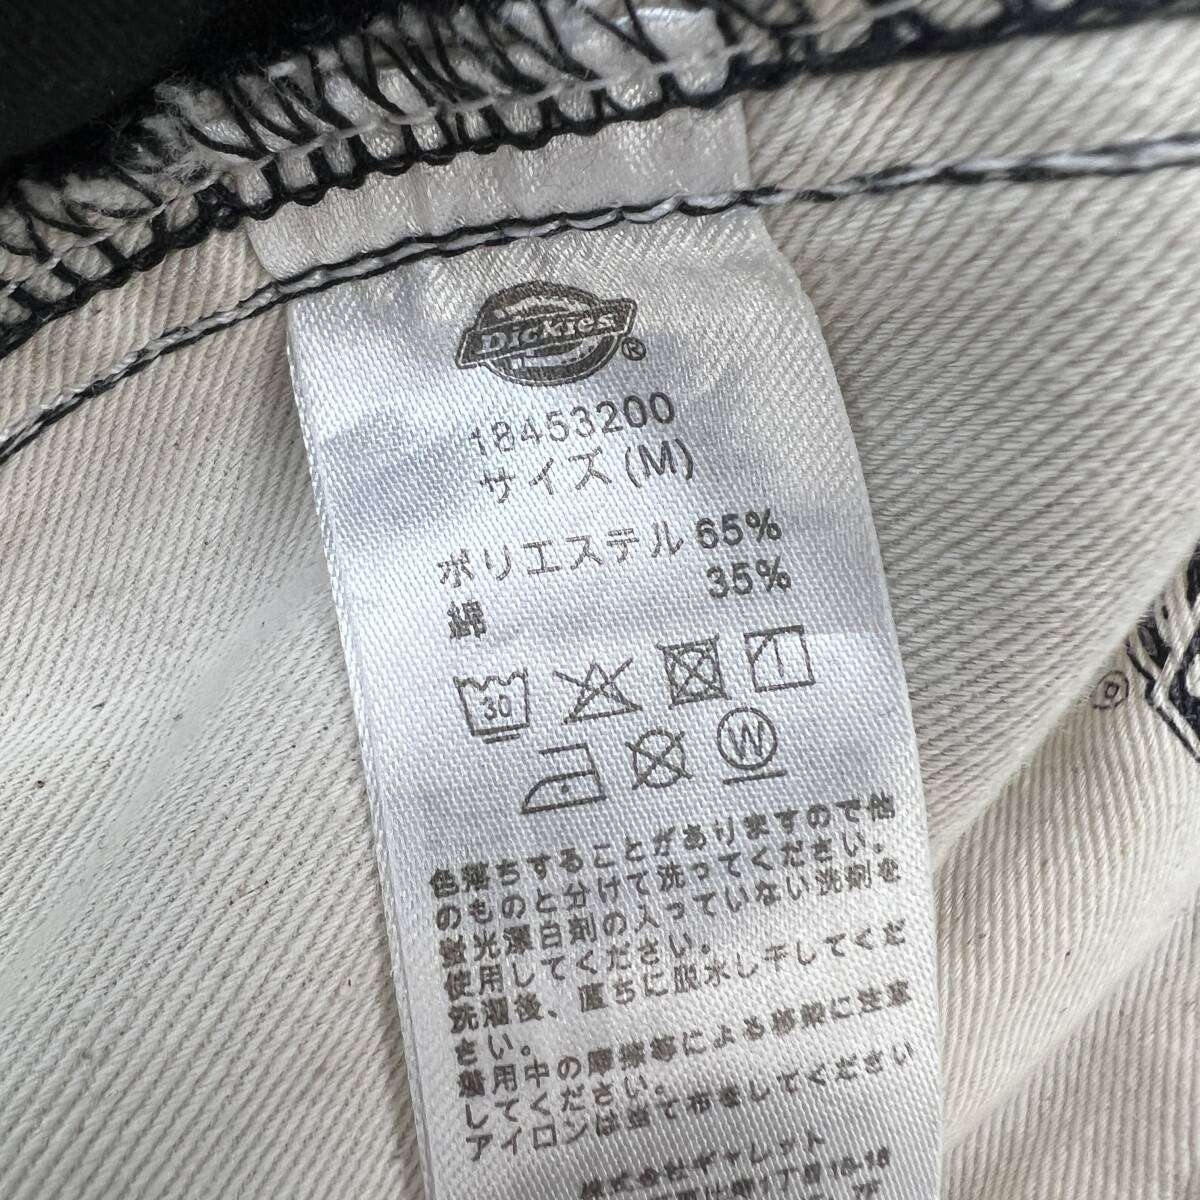 Dickies®
18453200
サイズ(M)
ポリエステル 65%
綿 35%
30
W
色落ちすることがありますので他
のものと分けて洗ってください。
蛍光漂白剤の入っていない洗剤を
使用してください。
洗濯後、直ちに脱水し干してくだ
さい。
着用中の摩擦等による移染に注意
してください。
アイロンは当て布をしてください
株式会社ギャレット